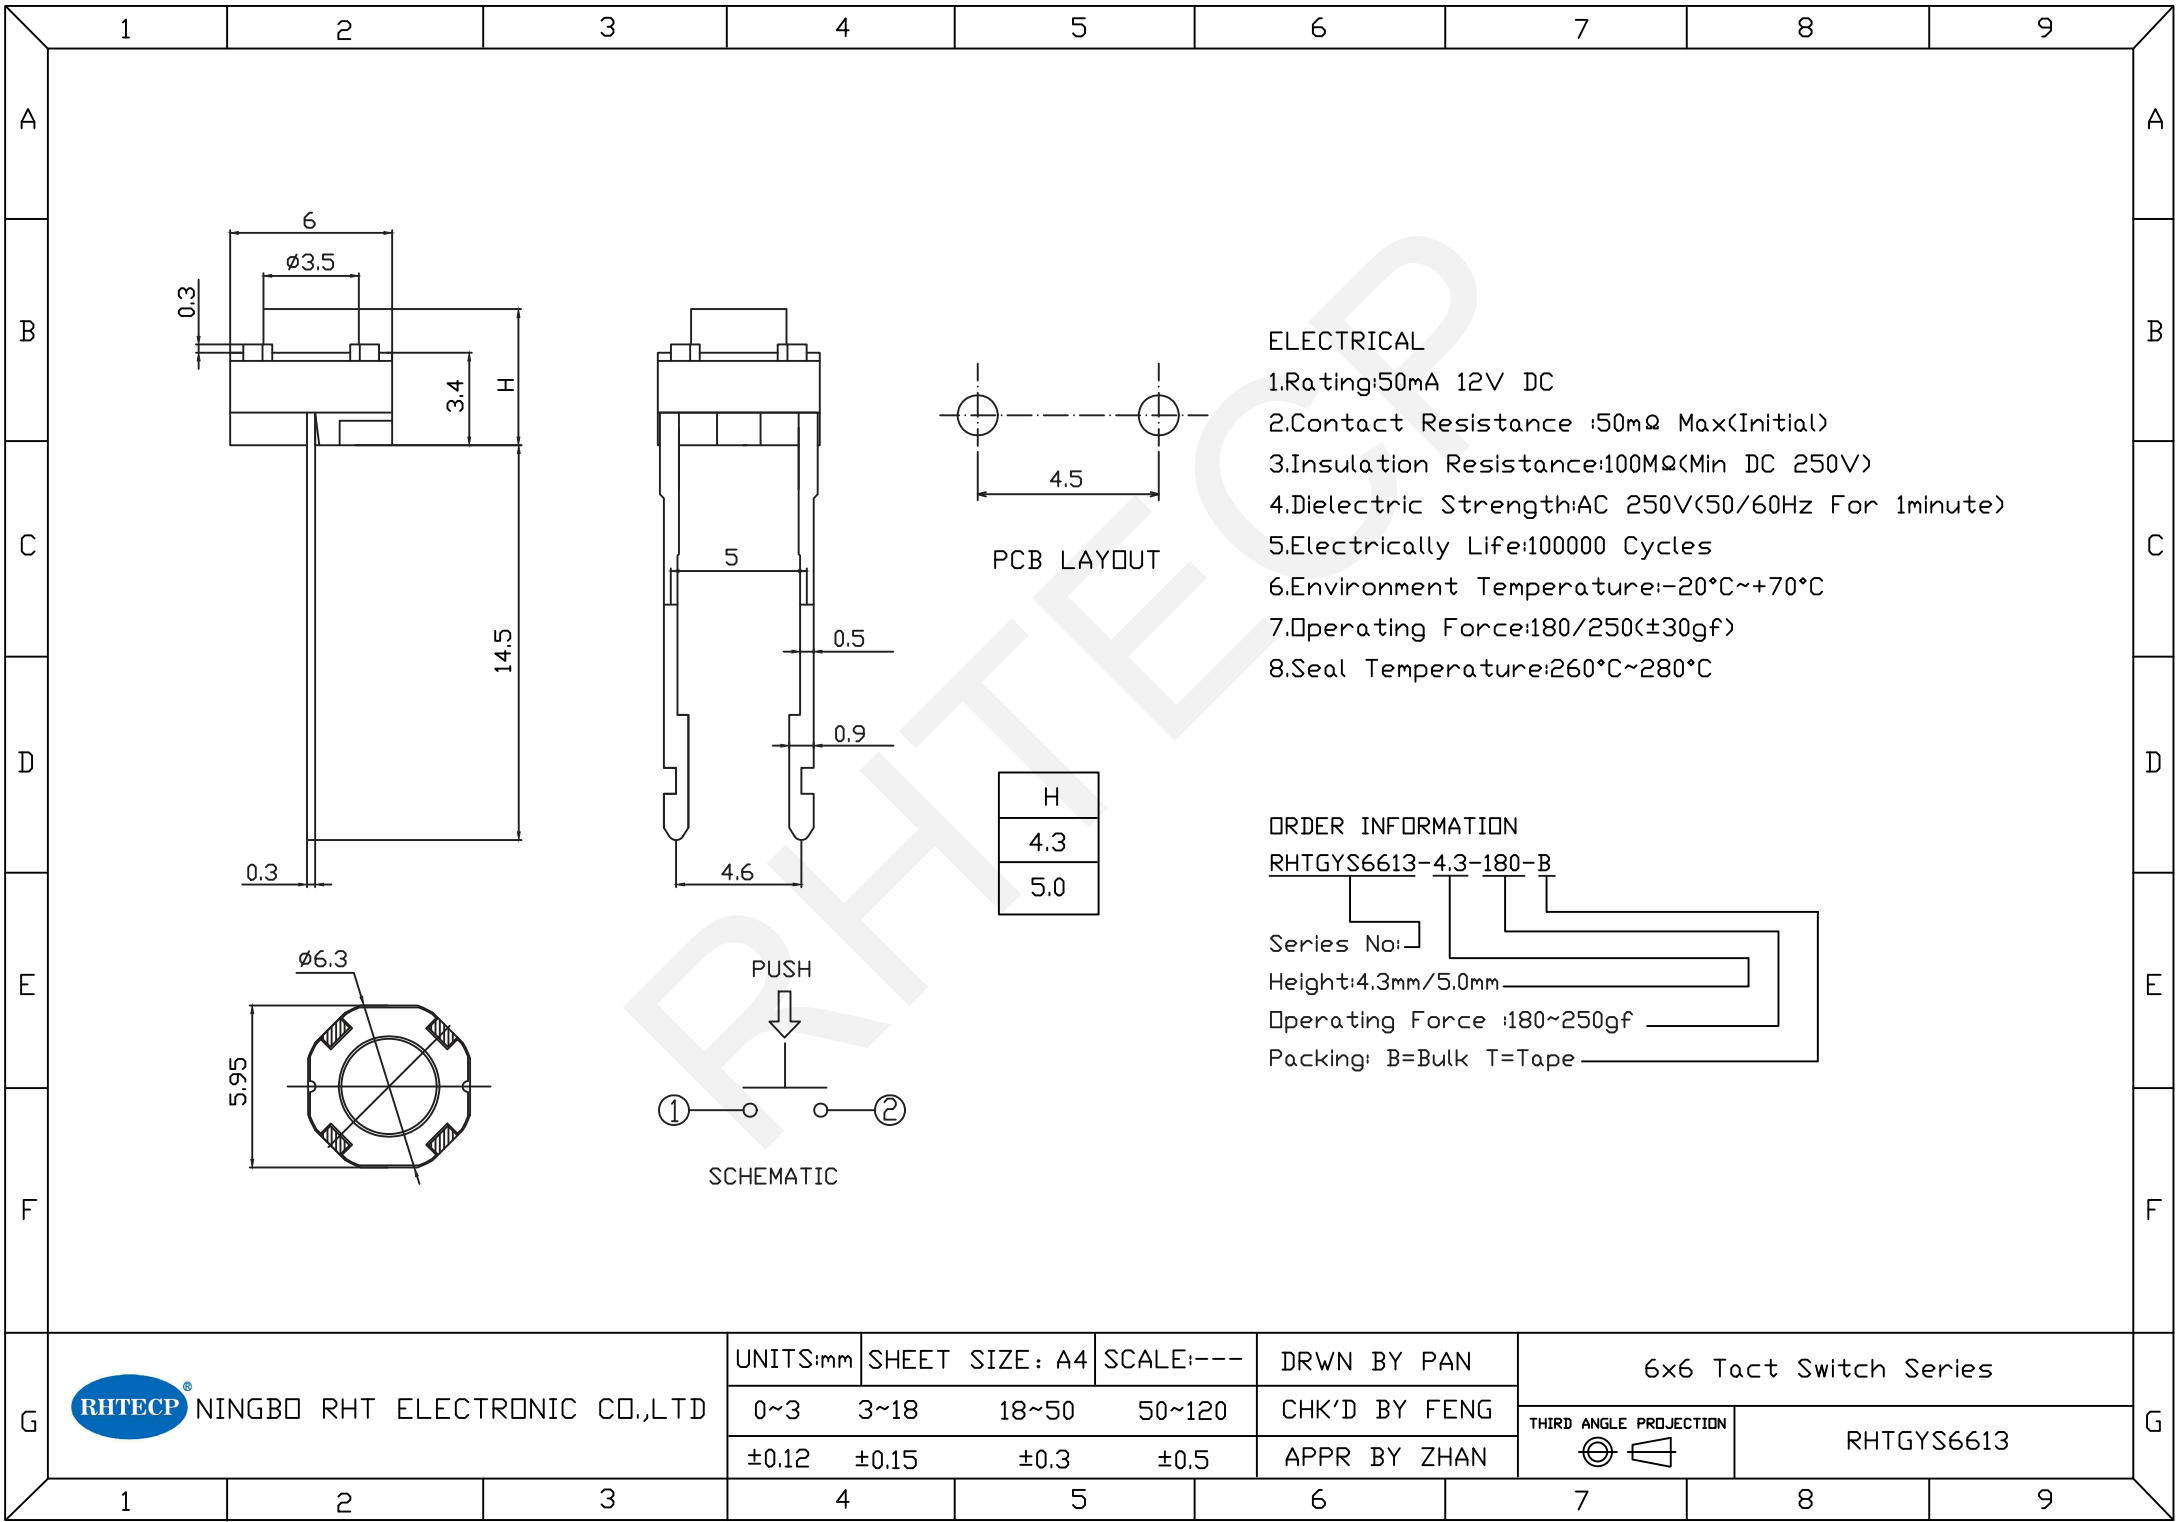 1 2 3 4 5 6 7 8 9
A A
B B
C C
D D
E E
F F
G G
6
ø3.5
0.3
3.4
H
14.5
0.3
5
0.5
0.9
4.6
4.5
PCB LAYOUT
H
4.3
5.0
ø6.3
5.95
PUSH
1 2
SCHEMATIC
RHTECP
ELECTRICAL
1.Rating:50mA 12V DC
2.Contact Resistance :50mΩ Max(Initial)
3.Insulation Resistance:100MΩ(Min DC 250V)
4.Dielectric Strength:AC 250V(50/60Hz For 1minute)
5.Electrically Life:100000 Cycles
6.Environment Temperature:-20°C~+70°C
7.Operating Force:180/250(±30gf)
8.Seal Temperature:260°C~280°C
ORDER INFORMATION
RHTGYS6613-4.3-180-B
Series No:
Height:4.3mm/5.0mm
Operating Force :180~250gf
Packing: B=Bulk T=Tape
RHTECP® NINGBO RHT ELECTRONIC CO.,LTD
UNITS:mm SHEET SIZE: A4 SCALE:---
0~3 3~18 18~50 50~120
±0.12 ±0.15 ±0.3 ±0.5
DRWN BY PAN
CHK'D BY FENG
APPR BY ZHAN
6x6 Tact Switch Series
THIRD ANGLE PROJECTION
RHTGYS6613
1 2 3 4 5 6 7 8 9